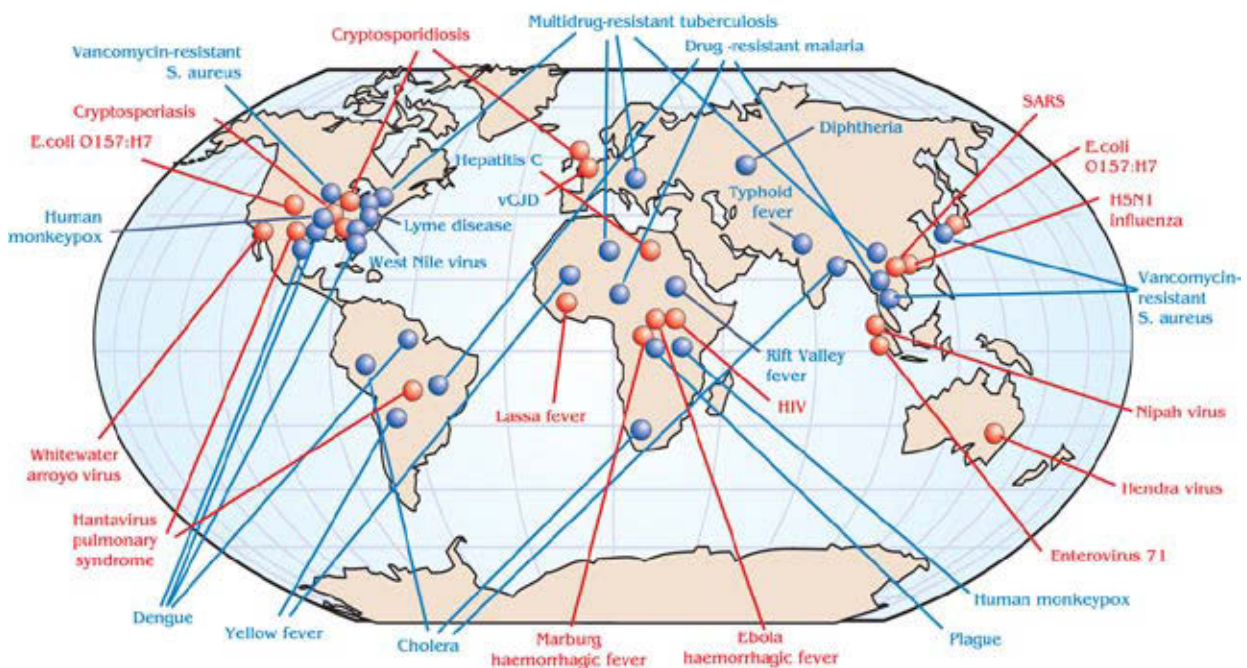 Multidrug-resistant tuberculosis
Cryptosporidiosis
Drug -resistant malaria
Vancomycin-resistant
S. aureus
SARS
Cryptosporiasis
E.coli O157:H7
E.coli
O157:H7
Diphtheria
Hepatitis C
vCJD
Typhoid
fever
H5N1
influenza
Human
monkeypox
Lyme disease
West Nile virus
Vancomycin-
resistant
S. aureus
Rift Valley
fever
HIV
Lassa fever
Nipah virus
Whitewater
arroyo virus
Hendra virus
Hantavirus
pulmonary
syndrome
Enterovirus 71
Dengue
Yellow fever
Cholera
Marburg
haemorrhagic fever
Ebola
haemorrhagic fever
Human monkeypox
Plague